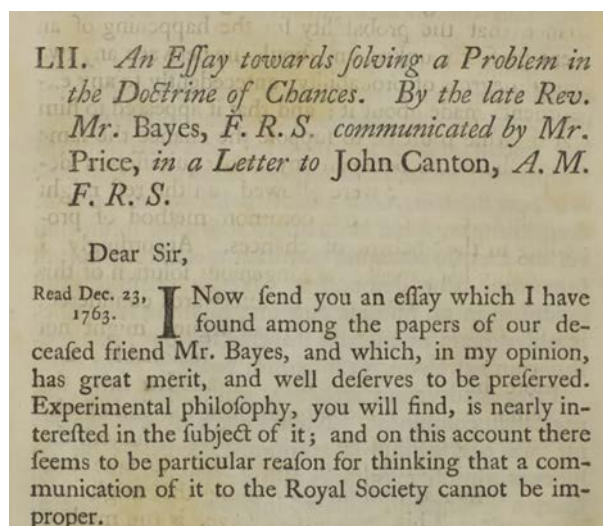 LII. An Eſſay towards ſolving a Problem in
the Doctrine of Chances. By the late Rev.
Mr. Bayes, F. R. S. communicated by Mr.
Price, in a Letter to John Canton, A. M.
F. R. S.
Dear Sir,
Read Dec. 23,
1763.
I Now ſend you an eſſay which I have
found among the papers of our de-
ceaſed friend Mr. Bayes, and which, in my opinion,
has great merit, and well deſerves to be preſerved.
Experimental philoſophy, you will find, is nearly in-
tereſted in the ſubject of it; and on this account there
ſeems to be particular reaſon for thinking that a com-
munication of it to the Royal Society cannot be im-
proper.